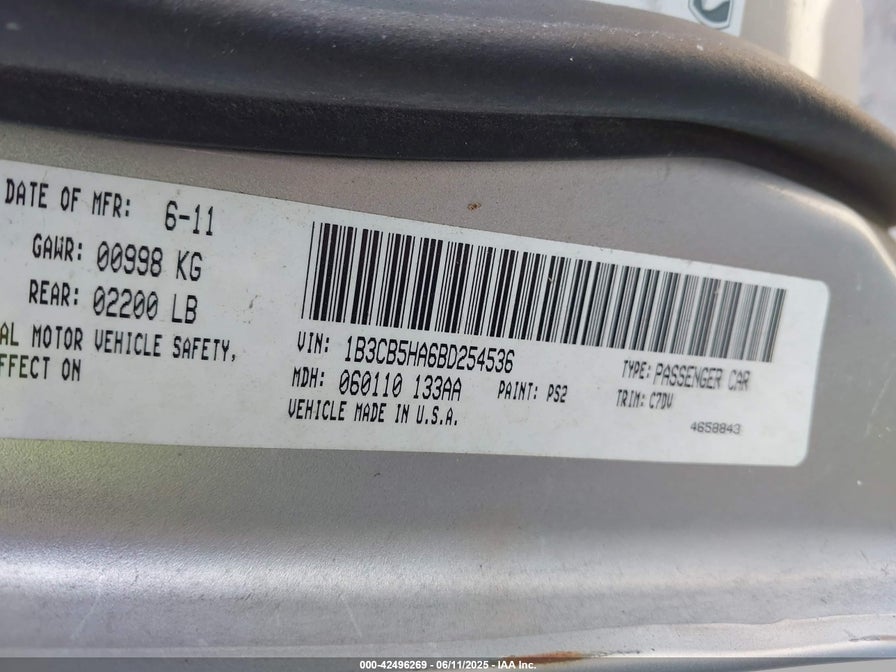 DATE OF MFR: 6-11
GAWR: 00998 KG
REAR: 02200 LB
AL MOTOR VEHICLE SAFETY,
FFECT ON
VIN: 1B3CB5HA6BD254536
MDH: 060110 133AA PAINT: PS2
VEHICLE MADE IN U.S.A.
TYPE: PASSENGER CAR
TRIM: C7DV
4658843
000-42496269 - 06/11/2025 - IAA Inc.